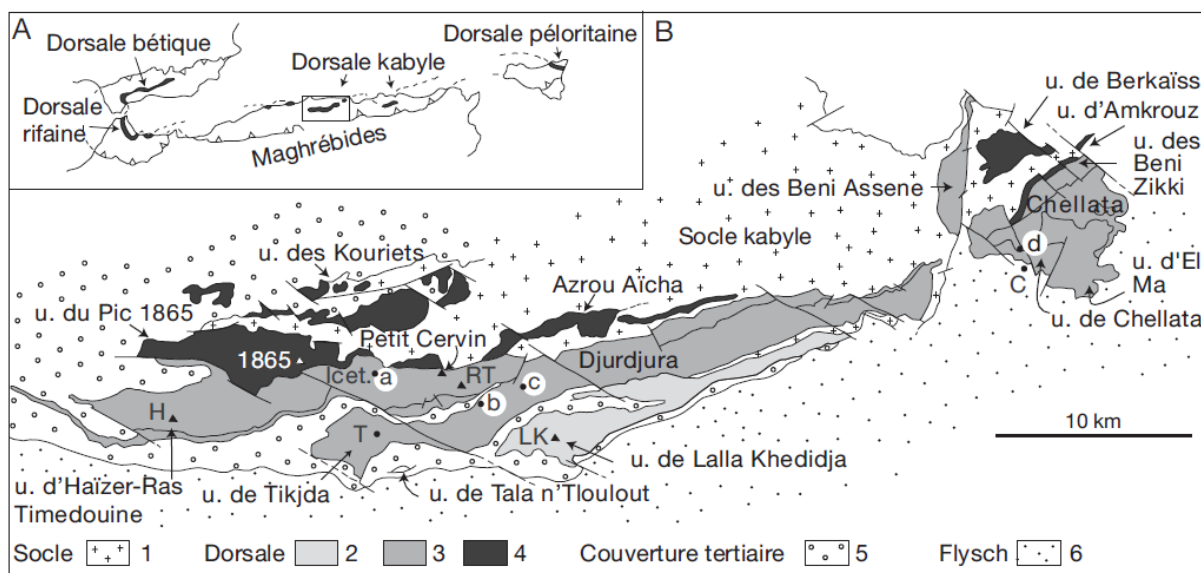 A
Dorsale bétique
Dorsale kabyle
Dorsale péloritaine
Dorsale
rifaine
Maghrébides
B
u. de Berkaïss
u. d'Amkrouz
u. des
Beni
Zikki
u. des Beni Assene
Chellata
Socle kabyle
d
C
u. d'El
Ma
u. de Chellata
u. des Kouriets
Azrou Aïcha
u. du Pic 1865
Petit Cervin
1865
Djurdjura
Icet.
a
RT
c
b
H
T
LK
10 km
u. de Lalla Khedidja
u. d'Haïzer-Ras
Timedouine
u. de Tikjda
u. de Tala n'Tloulout
Socle 1 Dorsale 2 3 4 Couverture tertiaire 5 Flysch 6